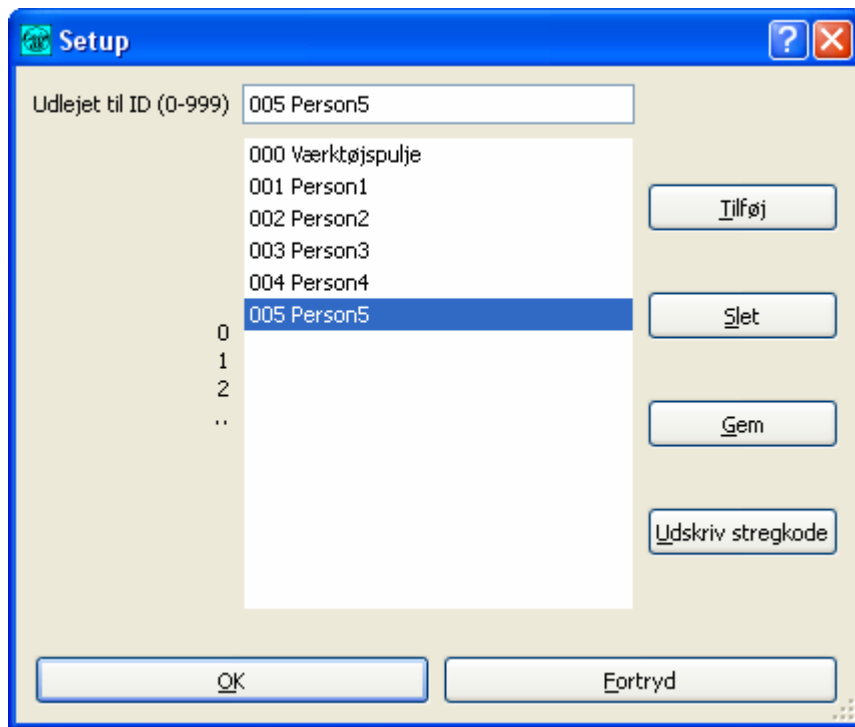 Setup
Udlejet til ID (0-999)
005 Person5
000 Værktøjspulje
001 Person1
002 Person2
003 Person3
004 Person4
005 Person5
0
1
2
..
Tilføj
Slet
Gem
Udskriv stregkode
OK
Fortryd